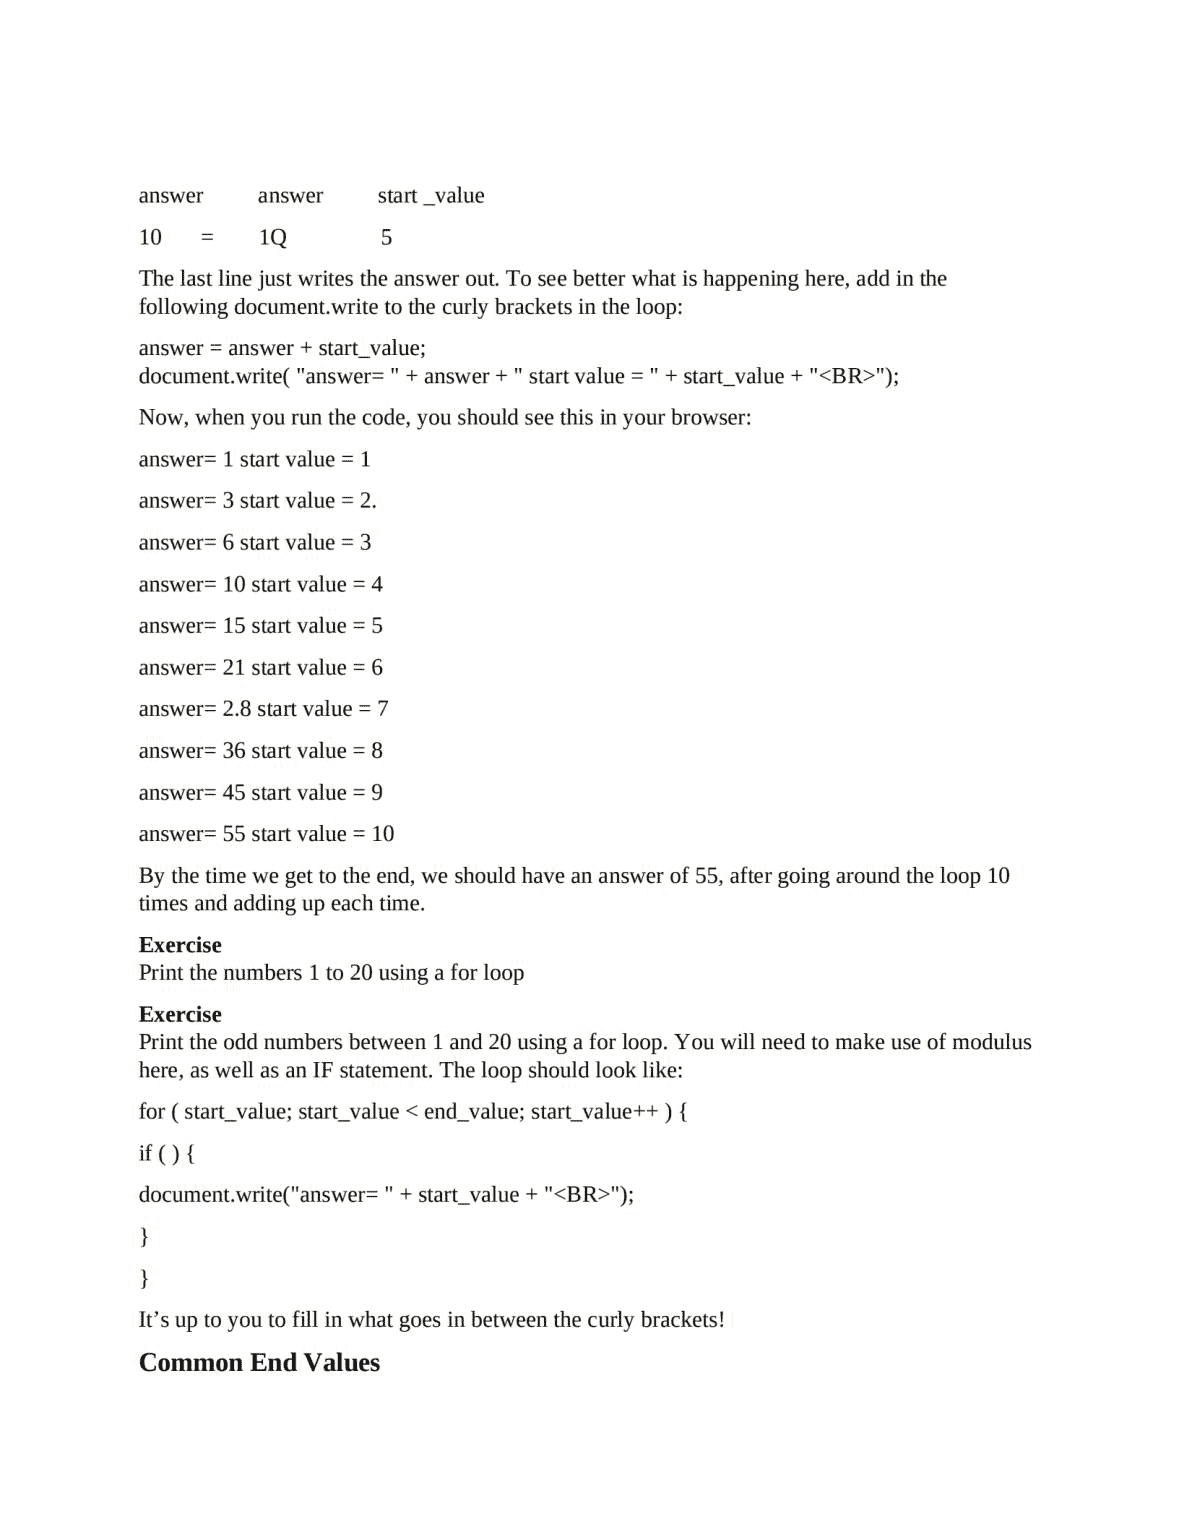 answer answer start _value
10 = 1Q 5
The last line just writes the answer out. To see better what is happening here, add in the
following document.write to the curly brackets in the loop:
answer = answer + start_value;
document.write( "answer= " + answer + " start value = " + start_value + "<BR>");
Now, when you run the code, you should see this in your browser:
answer= 1 start value = 1
answer= 3 start value = 2.
answer= 6 start value = 3
answer= 10 start value = 4
answer= 15 start value = 5
answer= 21 start value = 6
answer= 2.8 start value = 7
answer= 36 start value = 8
answer= 45 start value = 9
answer= 55 start value = 10
By the time we get to the end, we should have an answer of 55, after going around the loop 10
times and adding up each time.
Exercise
Print the numbers 1 to 20 using a for loop
Exercise
Print the odd numbers between 1 and 20 using a for loop. You will need to make use of modulus
here, as well as an IF statement. The loop should look like:
for ( start_value; start_value < end_value; start_value++ ) {
if ( ) {
document.write("answer= " + start_value + "<BR>");
}
}
It’s up to you to fill in what goes in between the curly brackets!
Common End Values